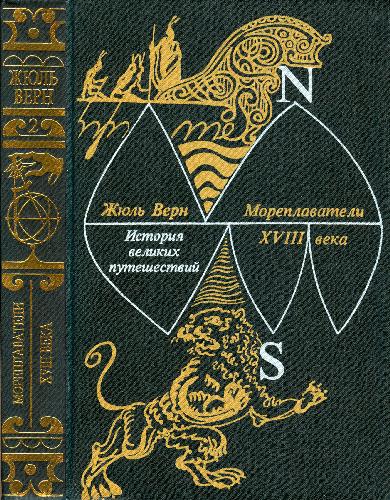 ЖЮЛЬ
ВЕРН
2
МОРЕПЛАВАТЕЛИ
XVIII ВЕКА
N
Жюль Верн
Мореплаватели
История
великих
путешествий
XVIII века
S